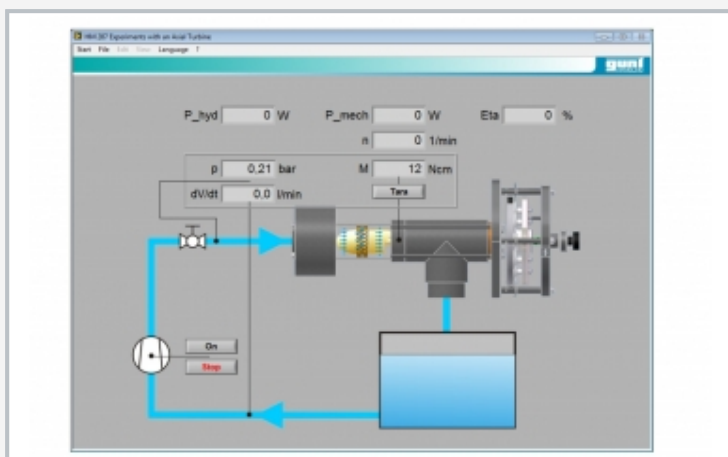 HM 287 Experiments with an Axial Turbine
Start File Edit View Language ?
gunt
P_hyd 0 W P_mech 0 W Eta 0 %
n 0 1/min
p 0,21 bar M 12 Ncm
dV/dt 0,0 l/min Tara
On
Stop